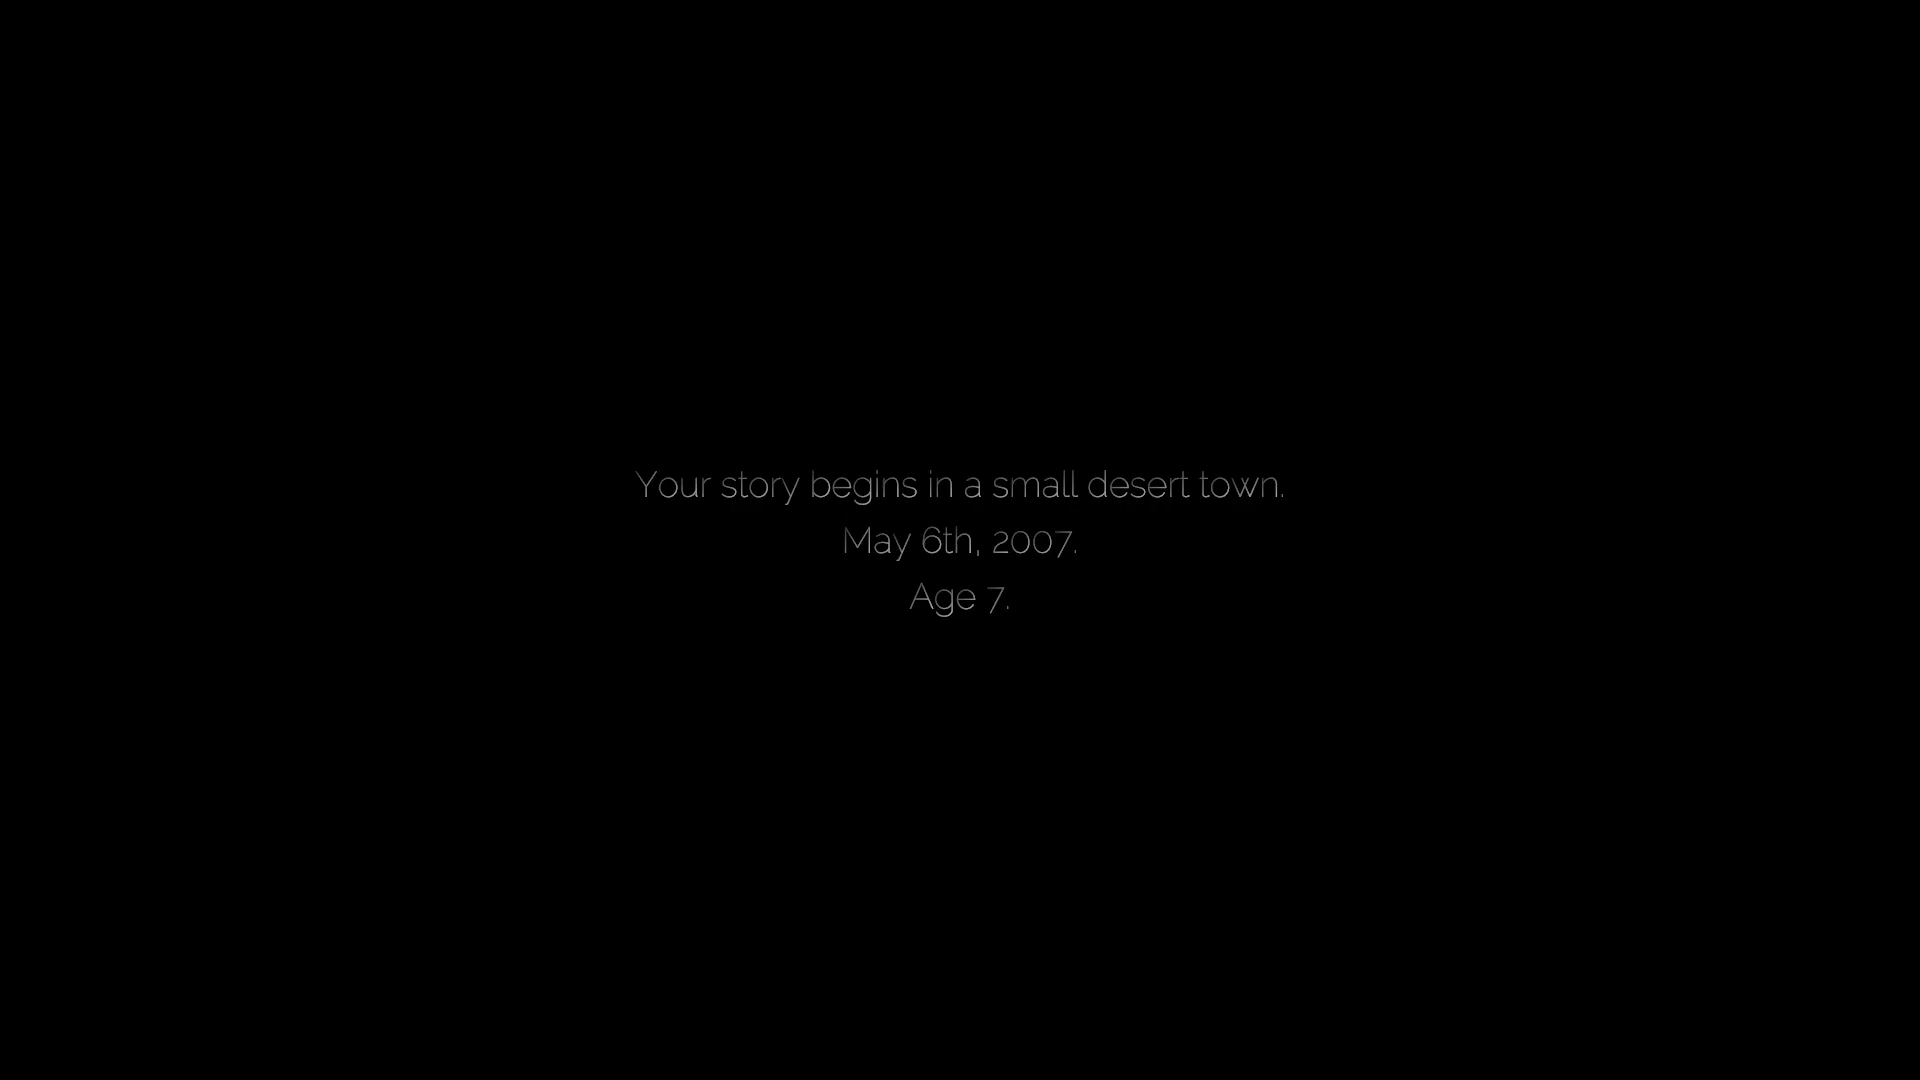 Your story begins in a small desert town.
May 6th, 2007.
Age 7.